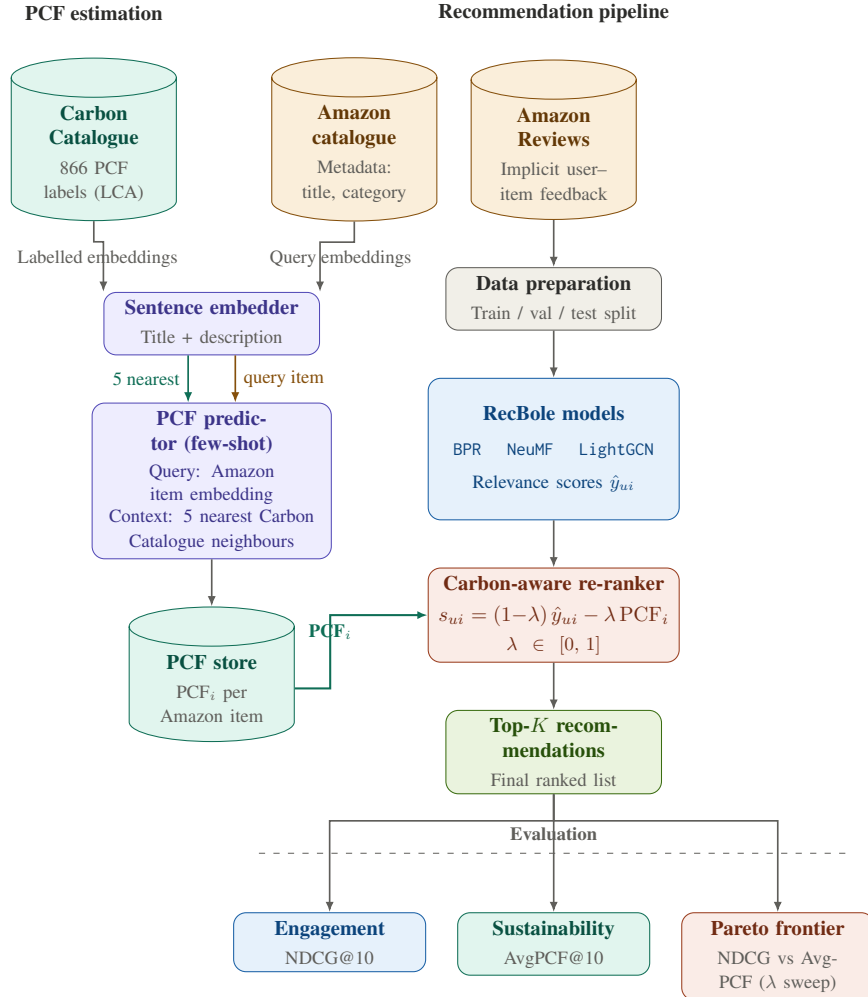 PCF estimation
Recommendation pipeline
Carbon
Catalogue
866 PCF
labels (LCA)
Amazon
catalogue
Metadata:
title, category
Amazon
Reviews
Implicit user–
item feedback
Labelled embeddings
Query embeddings
Sentence embedder
Title + description
Data preparation
Train / val / test split
5 nearest
query item
PCF predic-
tor (few-shot)
Query: Amazon
item embedding
Context: 5 nearest Carbon
Catalogue neighbours
RecBole models
BPR NeuMF LightGCN
Relevance scores ŷ_ui
Carbon-aware re-ranker
s_ui = (1−λ) ŷ_ui − λ PCF_i
λ ∈ [0, 1]
PCF_i
PCF store
PCF_i per
Amazon item
Top-K recom-
mendations
Final ranked list
Evaluation
Engagement
NDCG@10
Sustainability
AvgPCF@10
Pareto frontier
NDCG vs Avg-
PCF (λ sweep)